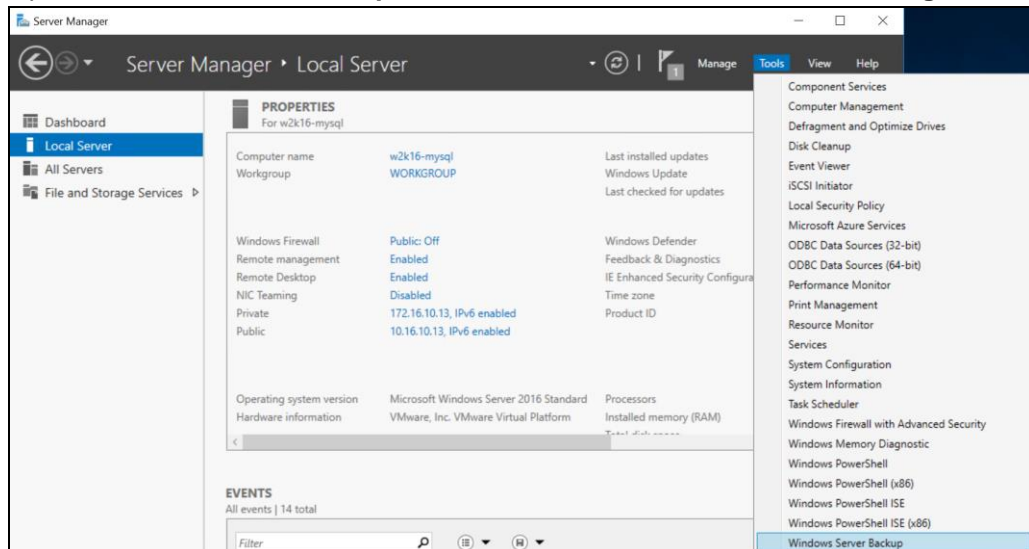 Server Manager
Server Manager • Local Server
1
Manage
Tools
View
Help
Dashboard
Local Server
All Servers
File and Storage Services
PROPERTIES
For w2k16-mysql
Computer name w2k16-mysql Last installed updates
Workgroup WORKGROUP Windows Update
Last checked for updates
Windows Firewall Public: Off Windows Defender
Remote management Enabled Feedback & Diagnostics
Remote Desktop Enabled IE Enhanced Security Configura
NIC Teaming Disabled Time zone
Private 172.16.10.13, IPv6 enabled Product ID
Public 10.16.10.13, IPv6 enabled
Operating system version Microsoft Windows Server 2016 Standard Processors
Hardware information VMware, Inc. VMware Virtual Platform Installed memory (RAM)
EVENTS
All events | 14 total
Filter
Component Services
Computer Management
Defragment and Optimize Drives
Disk Cleanup
Event Viewer
iSCSI Initiator
Local Security Policy
Microsoft Azure Services
ODBC Data Sources (32-bit)
ODBC Data Sources (64-bit)
Performance Monitor
Print Management
Resource Monitor
Services
System Configuration
System Information
Task Scheduler
Windows Firewall with Advanced Security
Windows Memory Diagnostic
Windows PowerShell
Windows PowerShell (x86)
Windows PowerShell ISE
Windows PowerShell ISE (x86)
Windows Server Backup